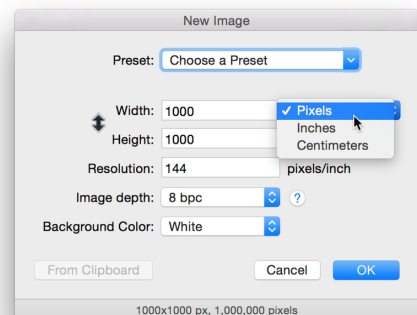 New Image
Preset: Choose a Preset
Width: 1000 Pixels
Inches
Height: 1000
Centimeters
Resolution: 144 pixels/inch
Image depth: 8 bpc ?
Background Color: White
From Clipboard Cancel OK
1000x1000 px, 1,000,000 pixels